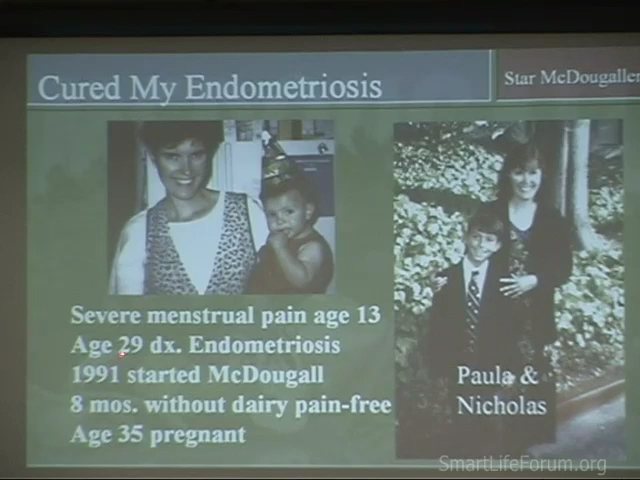 Cured My Endometriosis
Star McDougaller
Severe menstrual pain age 13
Age 29 dx. Endometriosis
1991 started McDougall
8 mos. without dairy pain-free
Age 35 pregnant
Paula &
Nicholas
SmartLifeForum.org